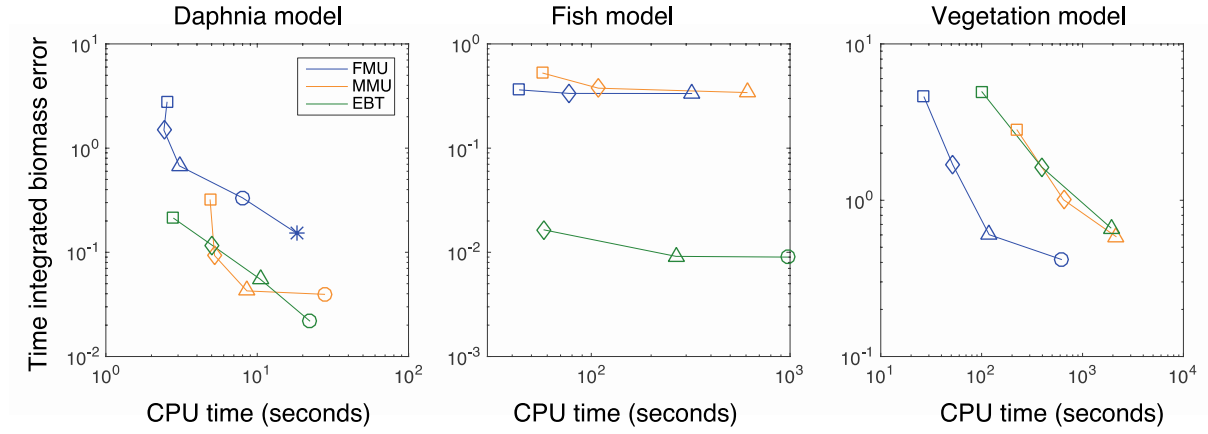 Daphnia model
Fish model
Vegetation model
Time integrated biomass error
10^1
10^0
10^-1
10^-2
FMU
MMU
EBT
10^0
10^1
10^2
CPU time (seconds)
10^0
10^-1
10^-2
10^-3
10^2
10^3
CPU time (seconds)
10^1
10^0
10^-1
10^1
10^2
10^3
10^4
CPU time (seconds)